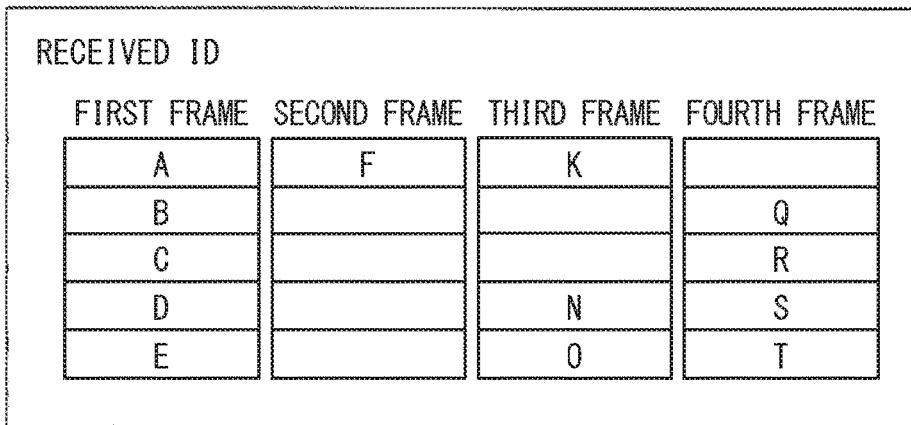 RECEIVED ID
FIRST FRAME SECOND FRAME THIRD FRAME FOURTH FRAME
A F K
B Q
C R
D N S
E O T